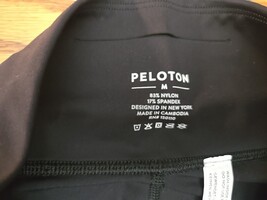 PELOTON
M
83% NYLON
17% SPANDEX
DESIGNED IN NEW YORK
MADE IN CAMBODIA